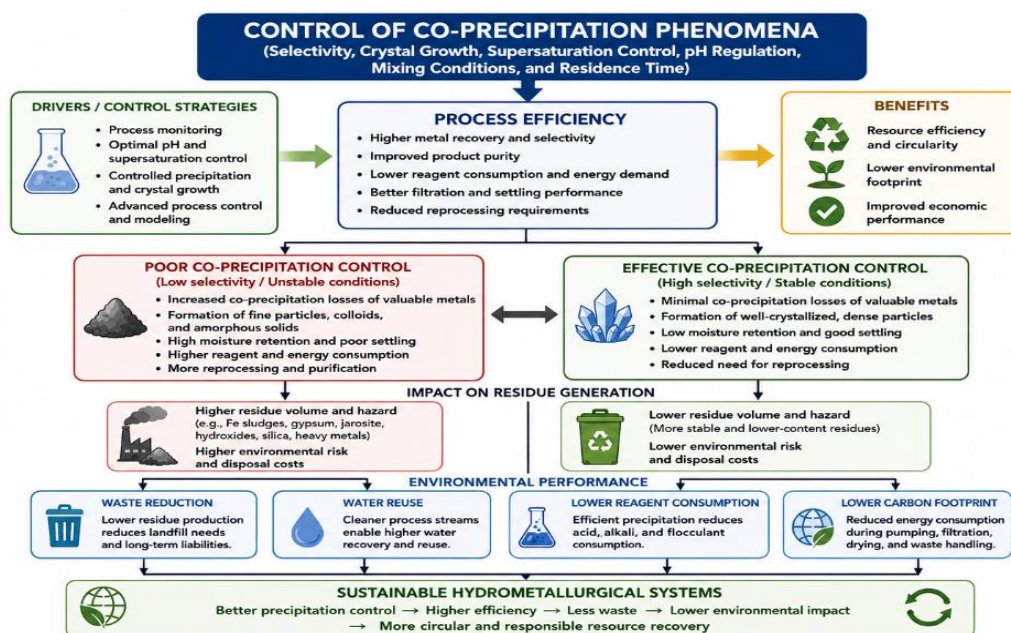 CONTROL OF CO-PRECIPITATION PHENOMENA
(Selectivity, Crystal Growth, Supersaturation Control, pH Regulation,
Mixing Conditions, and Residence Time)
DRIVERS / CONTROL STRATEGIES
• Process monitoring
• Optimal pH and
supersaturation control
• Controlled precipitation
and crystal growth
• Advanced process control
and modeling
PROCESS EFFICIENCY
• Higher metal recovery and selectivity
• Improved product purity
• Lower reagent consumption and energy demand
• Better filtration and settling performance
• Reduced reprocessing requirements
BENEFITS
Resource efficiency
and circularity
Lower environmental
footprint
Improved economic
performance
POOR CO-PRECIPITATION CONTROL
(Low selectivity / Unstable conditions)
• Increased co-precipitation losses of valuable metals
• Formation of fine particles, colloids,
and amorphous solids
• High moisture retention and poor settling
• Higher reagent and energy consumption
• More reprocessing and purification
EFFECTIVE CO-PRECIPITATION CONTROL
(High selectivity / Stable conditions)
• Minimal co-precipitation losses of valuable metals
• Formation of well-crystallized, dense particles
• Low moisture retention and good settling
• Lower reagent and energy consumption
• Reduced need for reprocessing
IMPACT ON RESIDUE GENERATION
Higher residue volume and hazard
(e.g., Fe sludges, gypsum, jarosite,
hydroxides, silica, heavy metals)
Higher environmental risk
and disposal costs
Lower residue volume and hazard
(More stable and lower-content residues)
Lower environmental risk
and disposal costs
ENVIRONMENTAL PERFORMANCE
WASTE REDUCTION
Lower residue production
reduces landfill needs
and long-term liabilities.
WATER REUSE
Cleaner process streams
enable higher water
recovery and reuse.
LOWER REAGENT CONSUMPTION
Efficient precipitation reduces
acid, alkali, and flocculant
consumption.
LOWER CARBON FOOTPRINT
Reduced energy consumption
during pumping, filtration,
drying, and waste handling.
SUSTAINABLE HYDROMETALLURGICAL SYSTEMS
Better precipitation control → Higher efficiency → Less waste → Lower environmental impact
→ More circular and responsible resource recovery